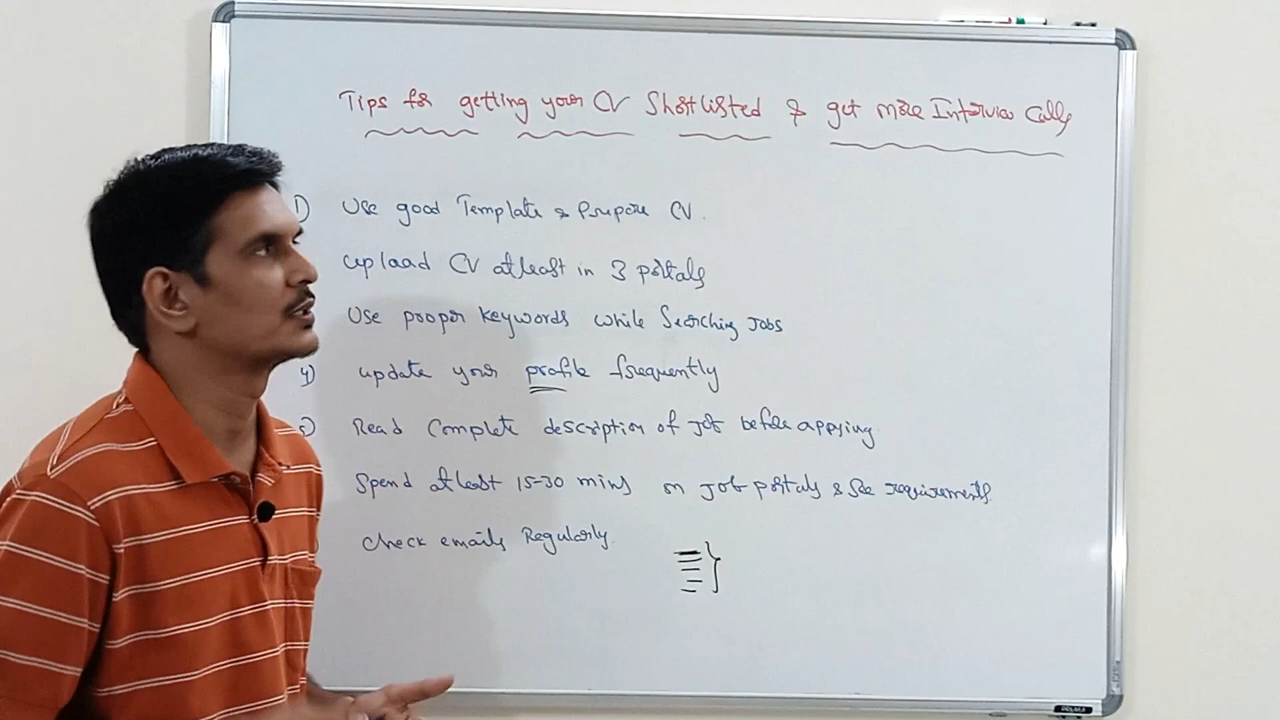 Tips for getting your CV Shortlisted & get more Interview Calls
1) Use good Template & Prepare CV.
upload CV atleast in 3 portals
Use proper keywords while Searching Jobs
4) update your profile frequently
5) Read Complete description of job before applying
Spend atleast 15-30 mins on job portals & see requirements
check emails Regularly.